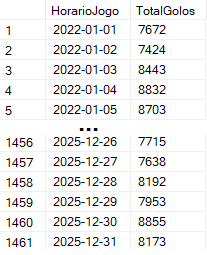 HorarioJogo TotalGolos
1 2022-01-01 7672
2 2022-01-02 7424
3 2022-01-03 8443
4 2022-01-04 8832
5 2022-01-05 8703
...
1456 2025-12-26 7715
1457 2025-12-27 7638
1458 2025-12-28 8192
1459 2025-12-29 7953
1460 2025-12-30 8855
1461 2025-12-31 8173